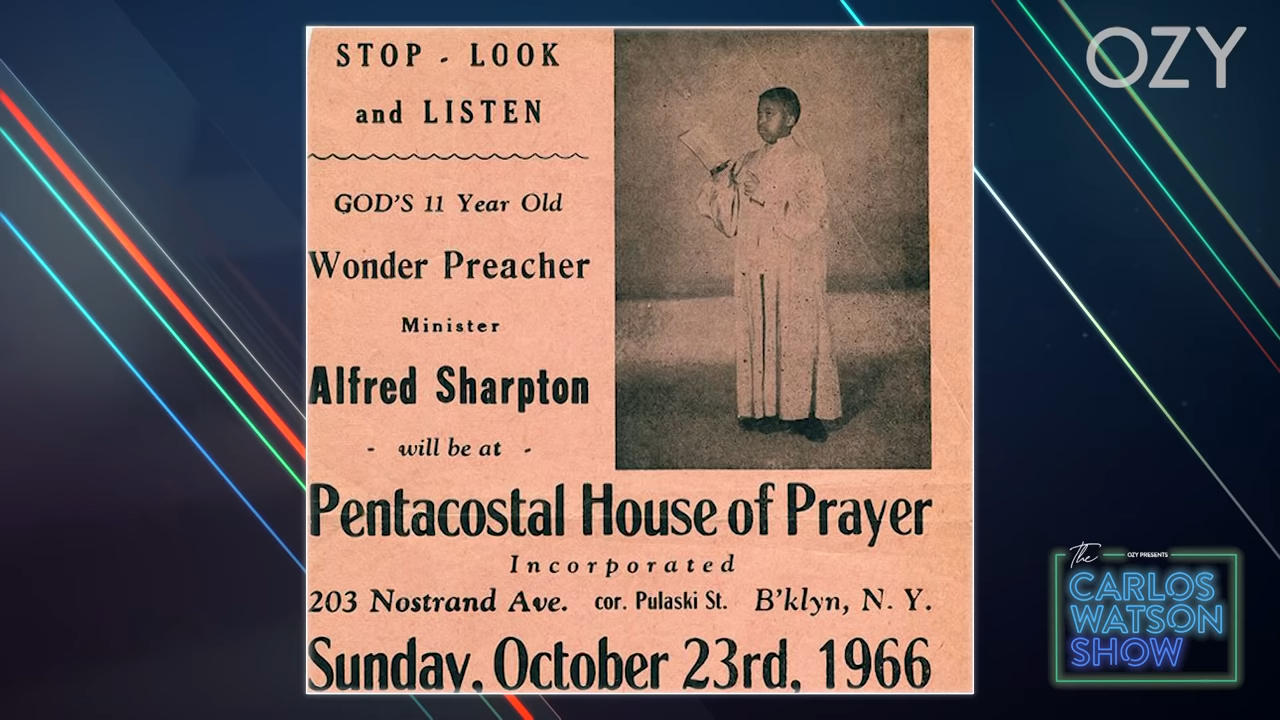 STOP - LOOK
and LISTEN
GOD'S 11 Year Old
Wonder Preacher
Minister
Alfred Sharpton
- will be at -
Pentacostal House of Prayer
Incorporated
203 Nostrand Ave. cor. Pulaski St. B'klyn, N. Y.
Sunday, October 23rd, 1966
OZY
The
OZY PRESENTS
CARLOS
WATSON
SHOW